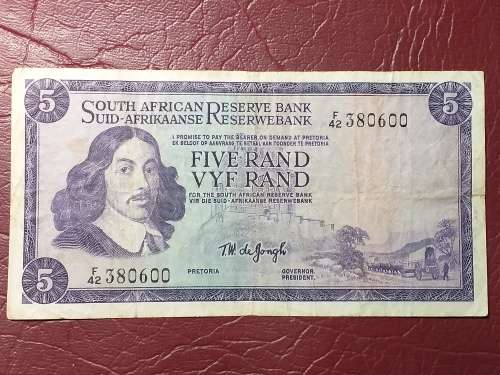 5
5
SOUTH AFRICAN RESERVE BANK
SUID-AFRIKAANSE RESERWEBANK
F/42 380600
I PROMISE TO PAY THE BEARER ON DEMAND AT PRETORIA
EK BELOOF OP AANVRAAG TE BETAAL AAN TOONDER TE PRETORIA
FIVE RAND
VYF RAND
FOR THE SOUTH AFRICAN RESERVE BANK
VIR DIE SUID-AFRIKAANSE RESERWEBANK
T.W. de Jongh
F/42 380600
PRETORIA
GOVERNOR.
PRESIDENT.
5
5